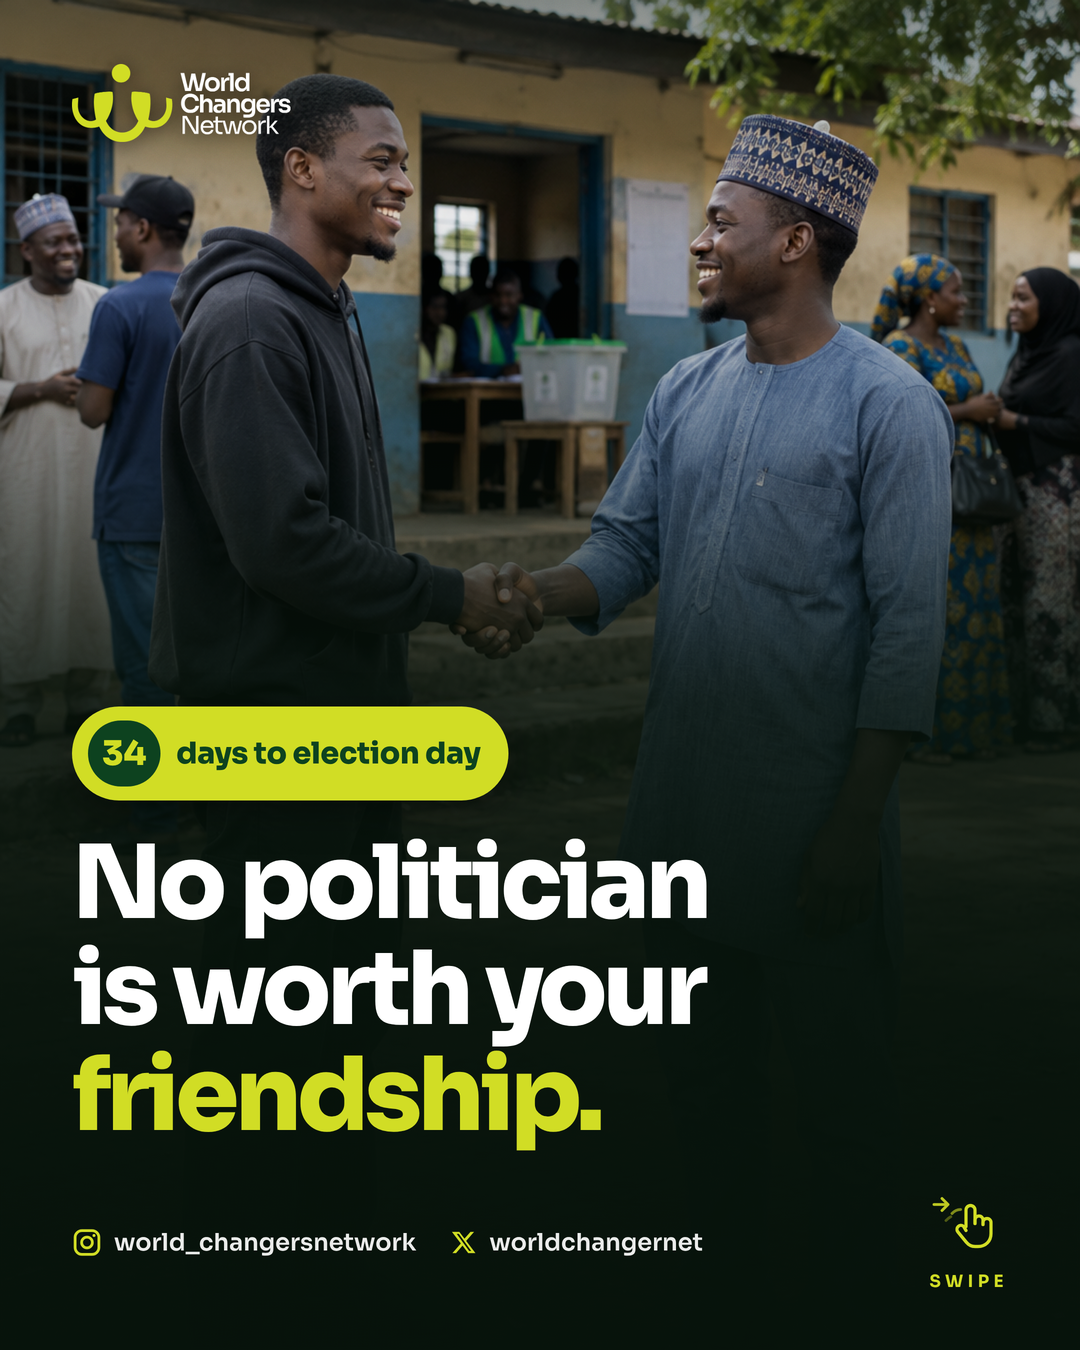 World
Changers
Network
34 days to election day
No politician
is worth your
friendship.
world_changersnetwork worldchangernet
SWIPE